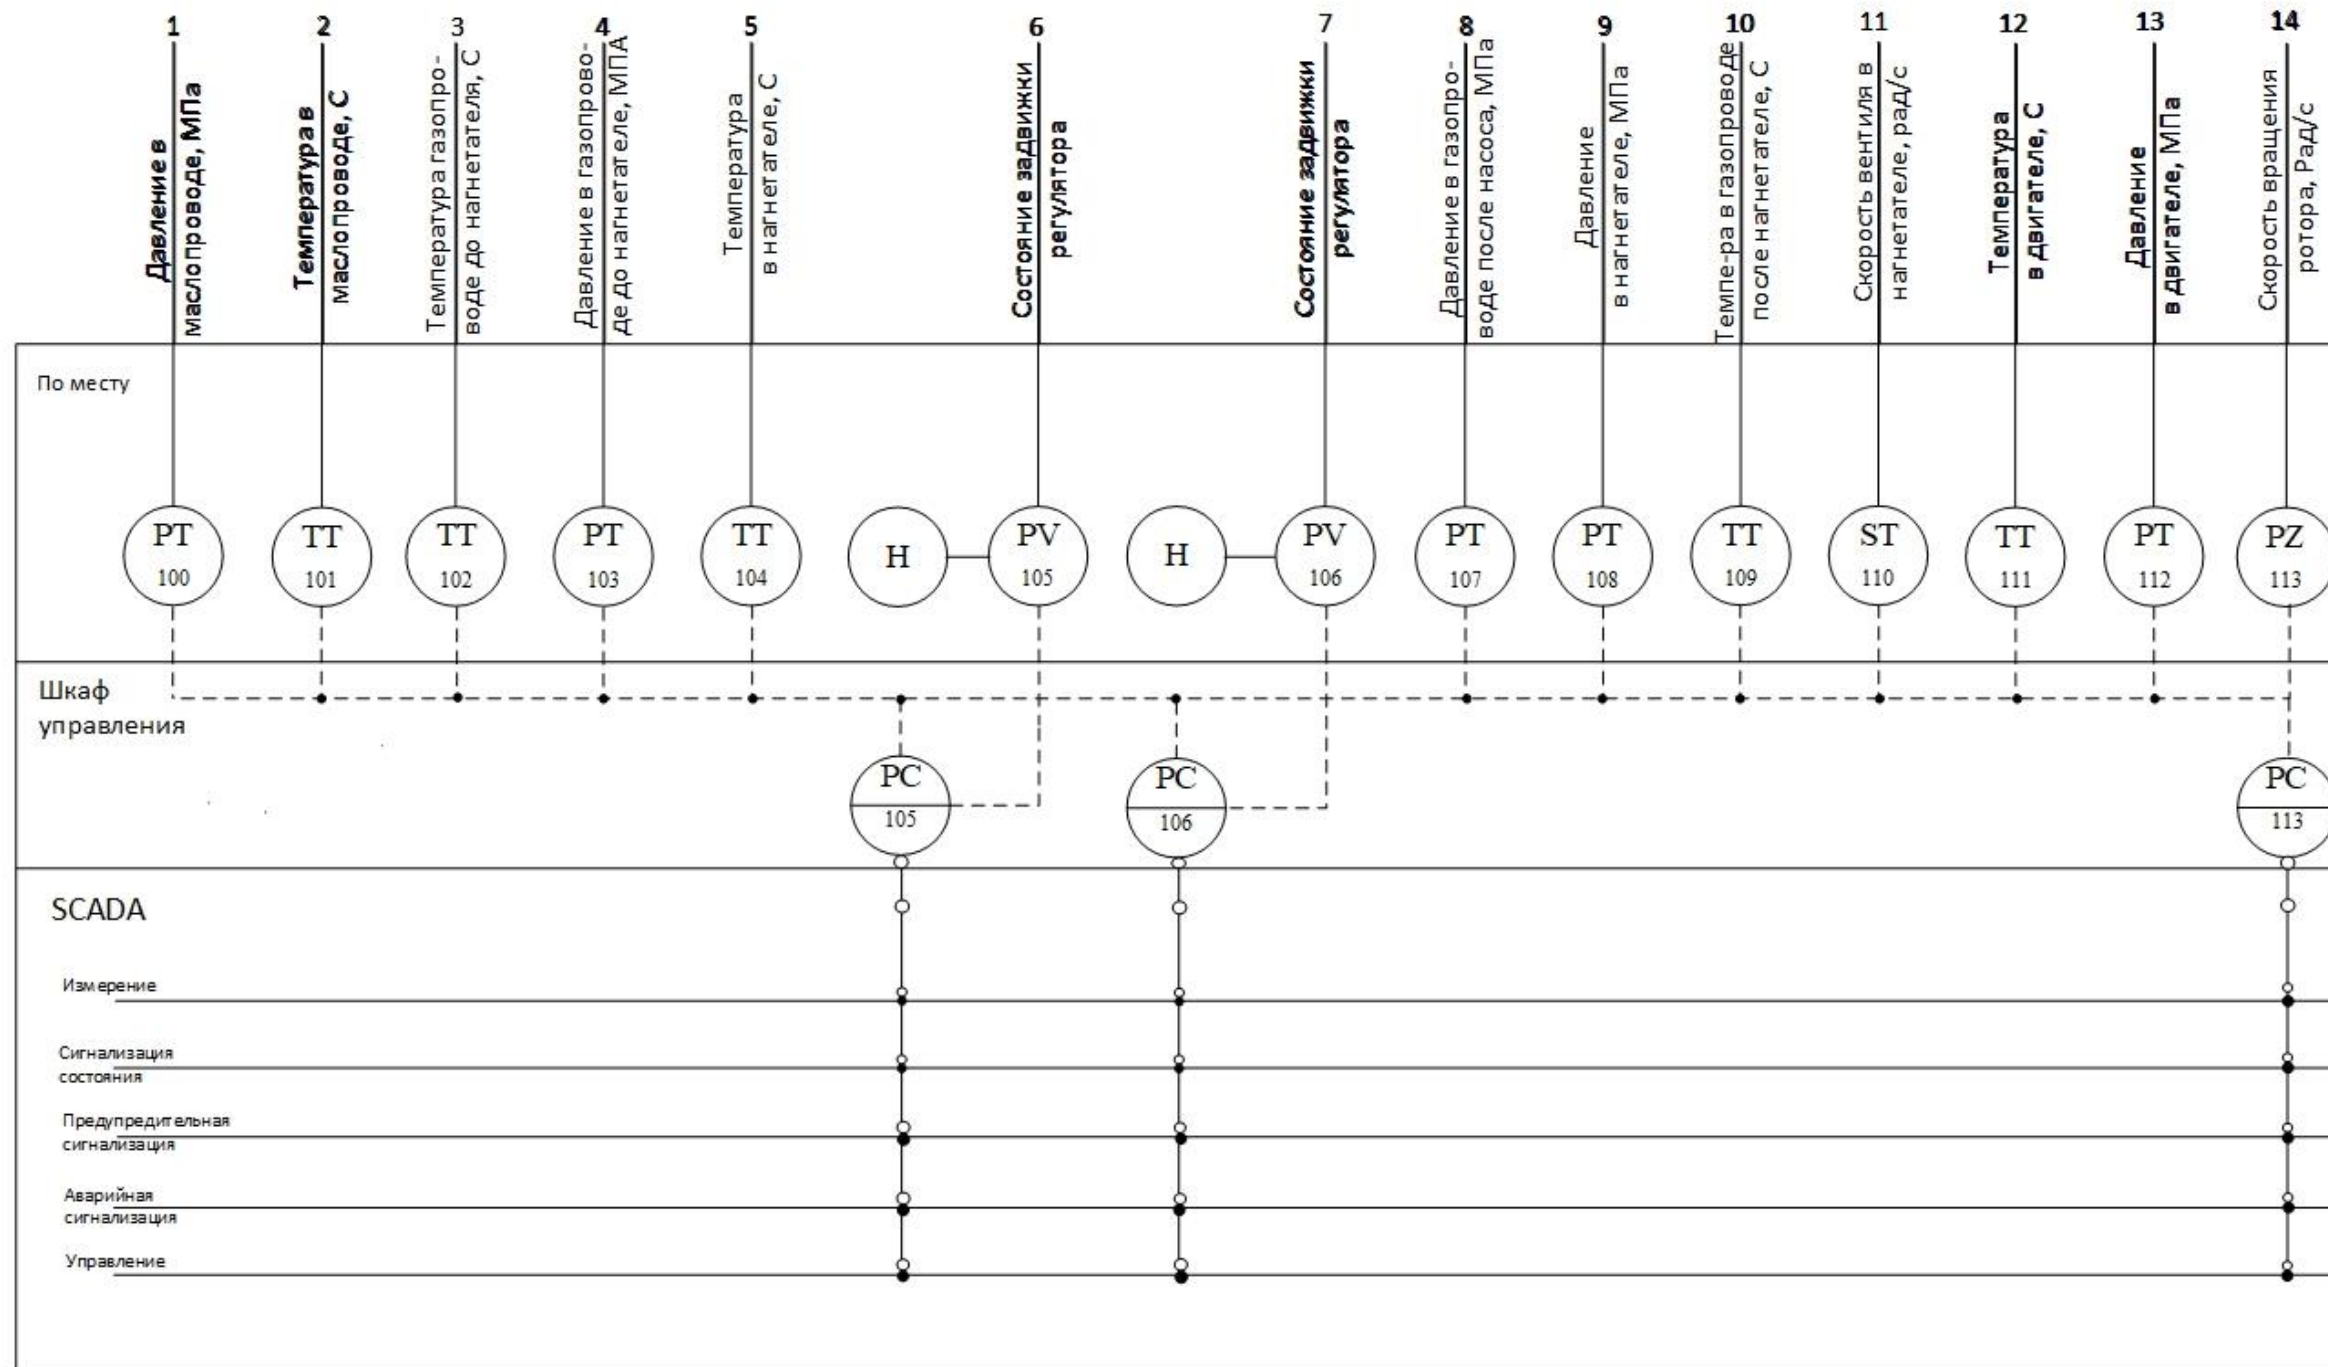 1
2
3
4
5
6
7
8
9
10
11
12
13
14
Давление в
маслопроводе, МПа
Температура в
маслопроводе, С
Температура газопро-
воде до нагнетателя, С
Давление в газопрово-
де до нагнетателе, МПА
Температура
в нагнетателе, С
Состояние задвижки
регулятора
Состояние задвижки
регулятора
Давление в газопро-
воде после насоса, МПа
Давление
в нагнетателе, МПа
Темпе-ра в газопроводе
после нагнетателе, С
Скорость вентиля в
нагнетателе, рад/с
Температура
в двигателе, С
Давление
в двигателе, МПа
Скорость вращения
ротора, Рад/с
По месту
PT
100
TT
101
TT
102
PT
103
TT
104
H
PV
105
H
PV
106
PT
107
PT
108
TT
109
ST
110
TT
111
PT
112
PZ
113
Шкаф
управления
PC
105
PC
106
PC
113
SCADA
Измерение
Сигнализация
состояния
Предупредительная
сигнализация
Аварийная
сигнализация
Управление